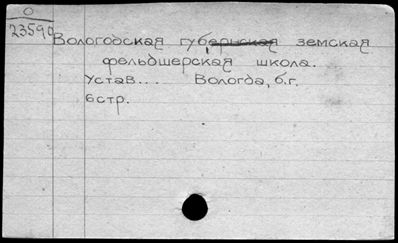 О
23590
Вологодская губернская земская
фельдшерская школа.
Устав... Вологда, б.г.
6 стр.